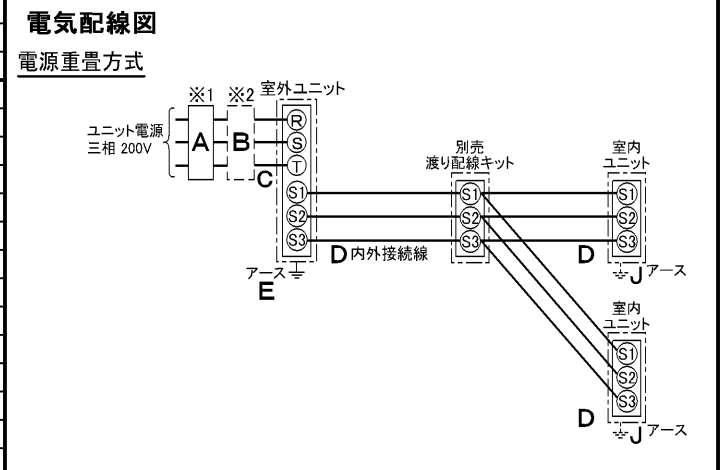 電気配線図
電源重畳方式
※1 ※2 室外ユニット
ユニット電源
三相 200V
A B C
R
S
T
S1
S2
S3
D 内外接続線
アース
E
別売
渡り配線キット
S1
S2
S3
室内
ユニット
S1
S2
S3
D
J アース
室内
ユニット
S1
S2
S3
D
J アース